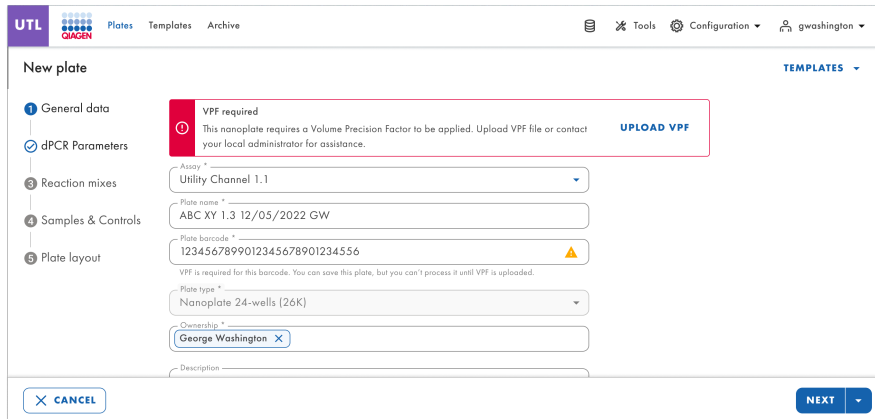 UTL
QIAGEN
Plates
Templates
Archive
Tools
Configuration
gwashington
New plate
TEMPLATES
1 General data
dPCR Parameters
3 Reaction mixes
4 Samples & Controls
5 Plate layout
VPF required
This nanoplate requires a Volume Precision Factor to be applied. Upload VPF file or contact
your local administrator for assistance.
UPLOAD VPF
Assay *
Utility Channel 1.1
Plate name *
ABC XY 1.3 12/05/2022 GW
Plate barcode *
1234567899012345678901234556
VPF is required for this barcode. You can save this plate, but you can't process it until VPF is uploaded.
Plate type *
Nanoplate 24-wells (26K)
Ownership *
George Washington
Description
CANCEL
NEXT